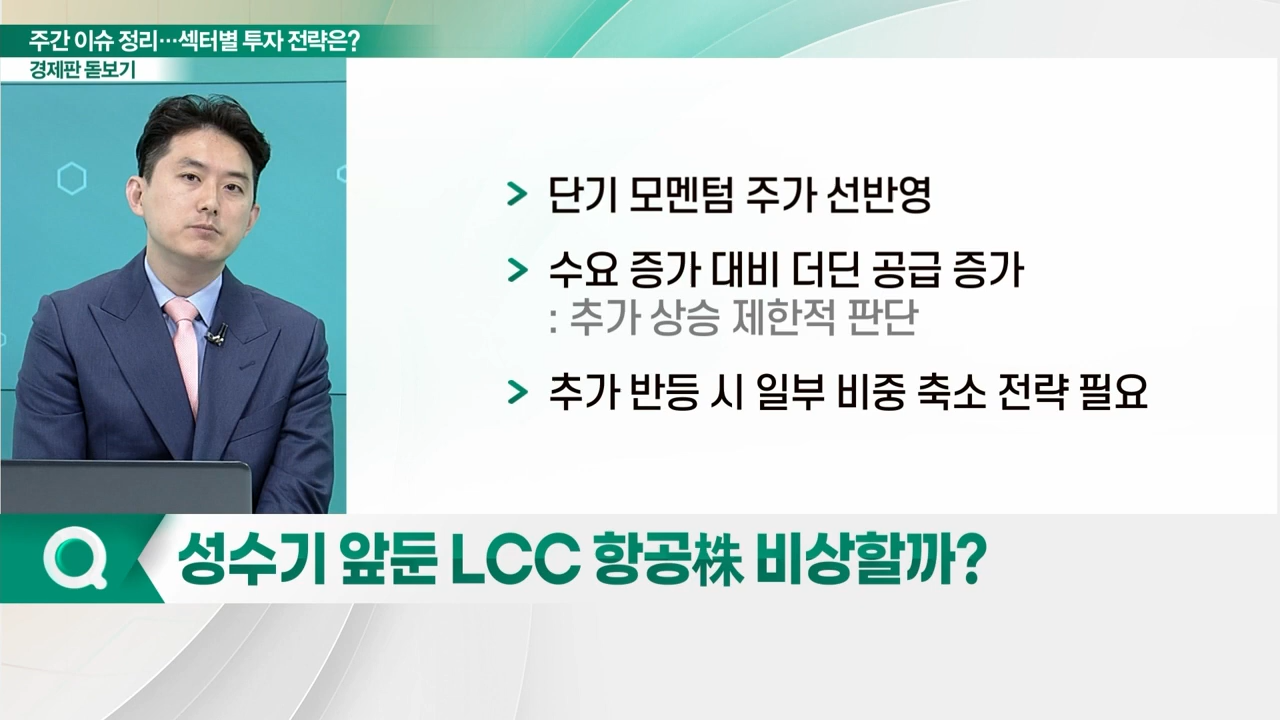 주간 이슈 정리…섹터별 투자 전략은?
경제판 돋보기
> 단기 모멘텀 주가 선반영
> 수요 증가 대비 더딘 공급 증가
: 추가 상승 제한적 판단
> 추가 반등 시 일부 비중 축소 전략 필요
Q 성수기 앞둔 LCC 항공株 비상할까?